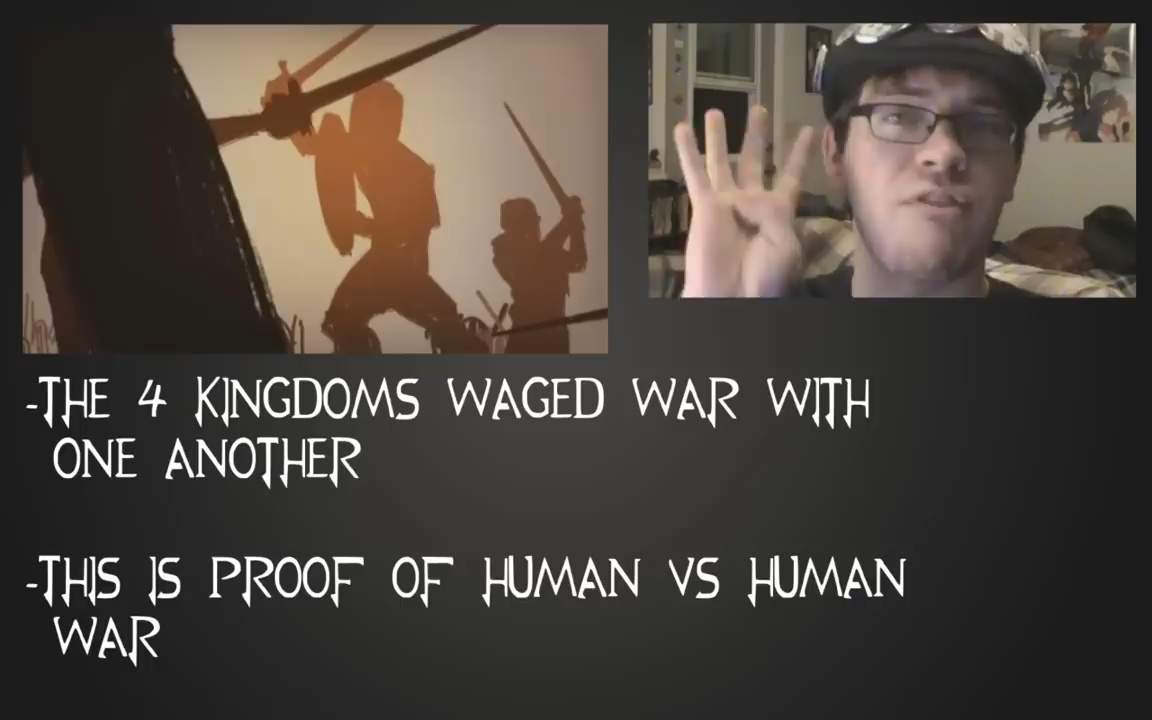 -THE 4 KINGDOMS WAGED WAR WITH
ONE ANOTHER
-THIS IS PROOF OF HUMAN VS HUMAN
WAR